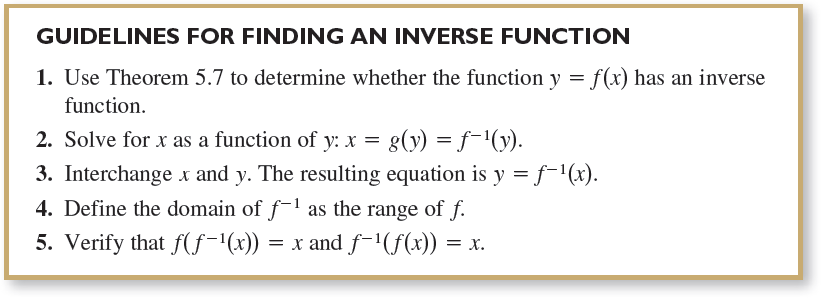 GUIDELINES FOR FINDING AN INVERSE FUNCTION
1. Use Theorem 5.7 to determine whether the function y = f(x) has an inverse
function.
2. Solve for x as a function of y: x = g(y) = f⁻¹(y).
3. Interchange x and y. The resulting equation is y = f⁻¹(x).
4. Define the domain of f⁻¹ as the range of f.
5. Verify that f(f⁻¹(x)) = x and f⁻¹(f(x)) = x.